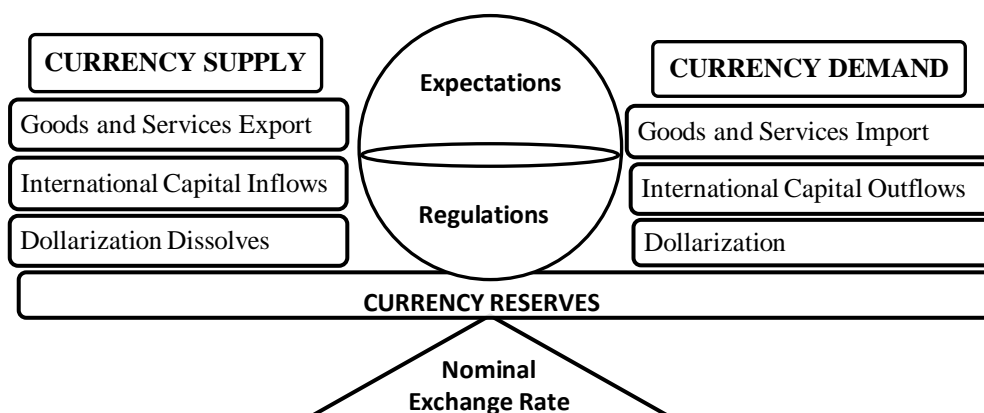 CURRENCY SUPPLY
Goods and Services Export
International Capital Inflows
Dollarization Dissolves
Expectations
Regulations
CURRENCY DEMAND
Goods and Services Import
International Capital Outflows
Dollarization
CURRENCY RESERVES
Nominal
Exchange Rate